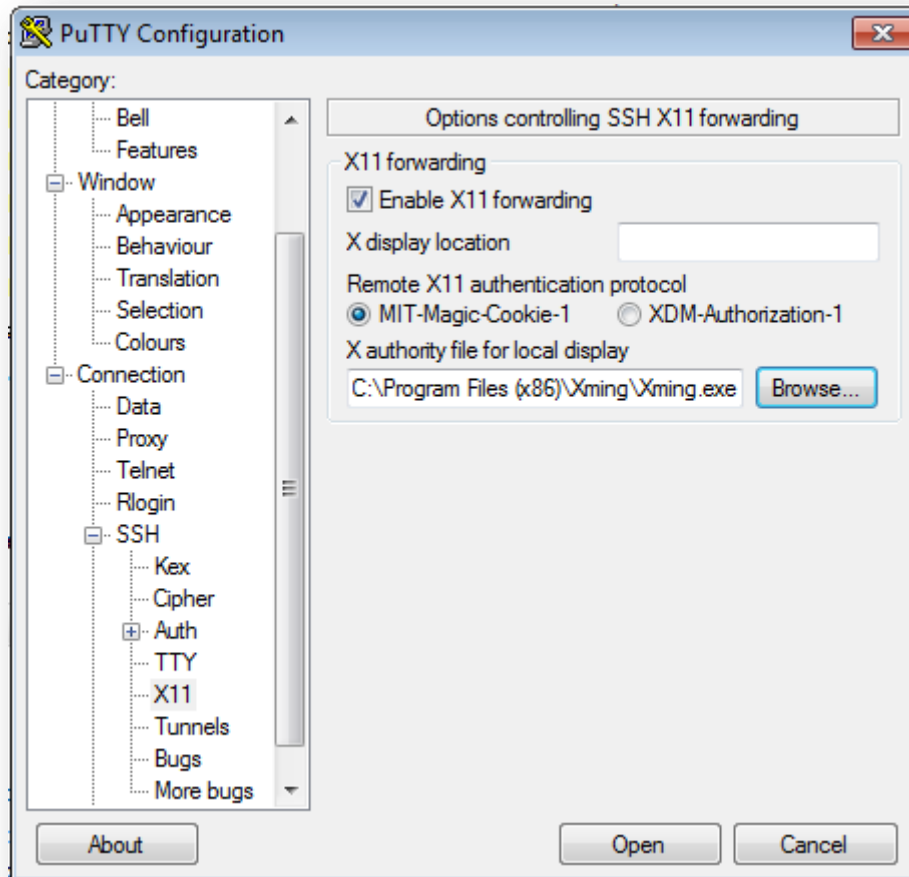 PuTTY Configuration
Category:
Bell
Features
Window
Appearance
Behaviour
Translation
Selection
Colours
Connection
Data
Proxy
Telnet
Rlogin
SSH
Kex
Cipher
Auth
TTY
X11
Tunnels
Bugs
More bugs
Options controlling SSH X11 forwarding
X11 forwarding
Enable X11 forwarding
X display location
Remote X11 authentication protocol
MIT-Magic-Cookie-1 XDM-Authorization-1
X authority file for local display
C:\Program Files (x86)\Xming\Xming.exe Browse...
About Open Cancel